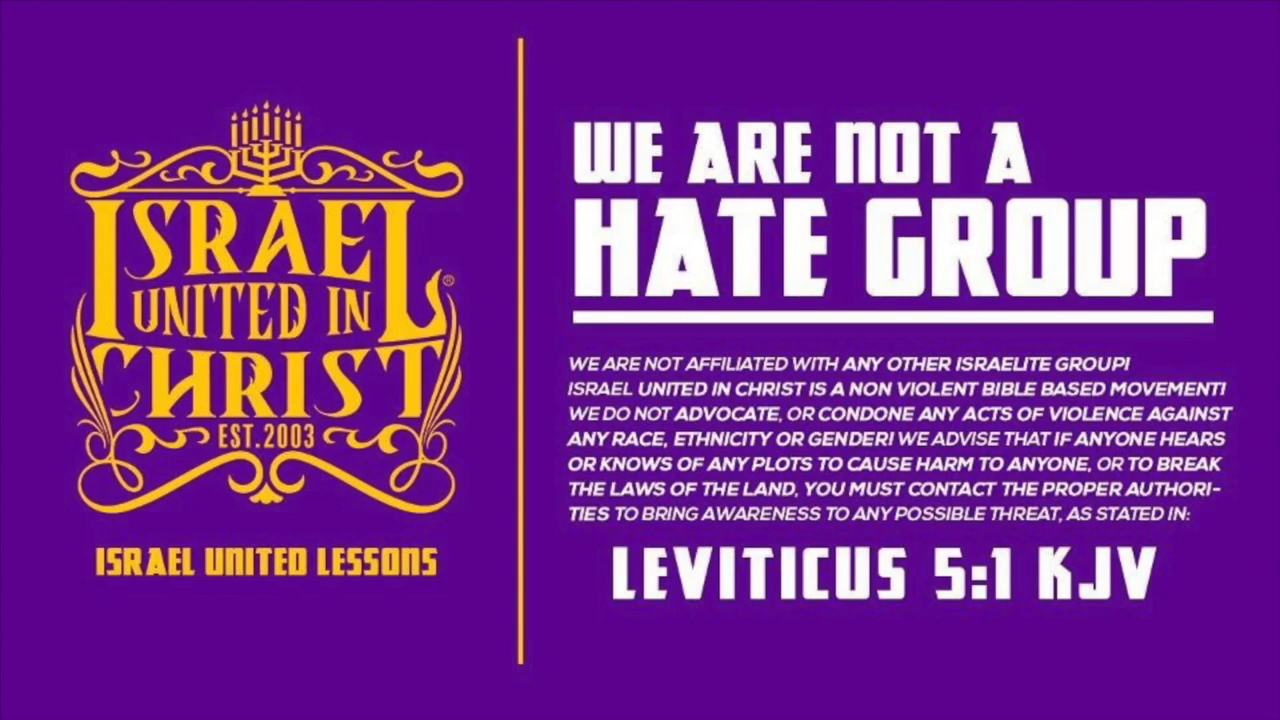 ISRAEL
UNITED IN
CHRIST
EST.2003
ISRAEL UNITED LESSONS
WE ARE NOT A
HATE GROUP
WE ARE NOT AFFILIATED WITH ANY OTHER ISRAELITE GROUP!
ISRAEL UNITED IN CHRIST IS A NON VIOLENT BIBLE BASED MOVEMENT!
WE DO NOT ADVOCATE, OR CONDONE ANY ACTS OF VIOLENCE AGAINST
ANY RACE, ETHNICITY OR GENDER! WE ADVISE THAT IF ANYONE HEARS
OR KNOWS OF ANY PLOTS TO CAUSE HARM TO ANYONE, OR TO BREAK
THE LAWS OF THE LAND, YOU MUST CONTACT THE PROPER AUTHORI-
TIES TO BRING AWARENESS TO ANY POSSIBLE THREAT, AS STATED IN:
LEVITICUS 5:1 KJV